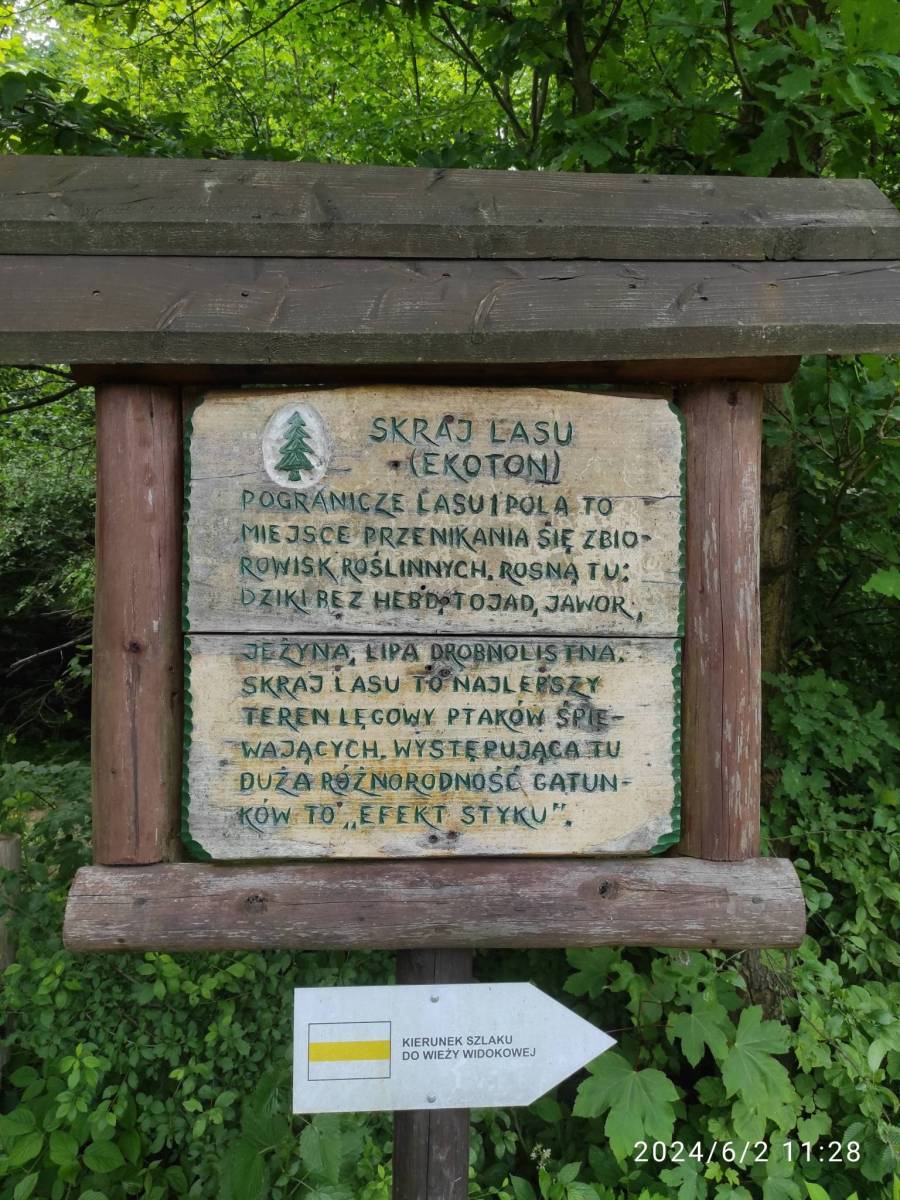 SKRAJ LASU
(EKOTON)
POGRANICZE LASU I POLA TO
MIEJSCE PRZENIKANIA SIĘ ZBIO-
ROWISK ROŚLINNYCH. ROSNĄ TU:
DZIKI BEZ HEBD, TOJAD, JAWOR,
JEŻYNA, LIPA DROBNOLISTNA.
SKRAJ LASU TO NAJLEPSZY
TEREN LĘGOWY PTAKÓW ŚPIE-
WAJĄCYCH. WYSTĘPUJĄCA TU
DUŻA RÓŻNORODNOŚĆ GATUN-
KÓW TO „EFEKT STYKU".
KIERUNEK SZLAKU
DO WIEŻY WIDOKOWEJ
2024/6/2 11:28